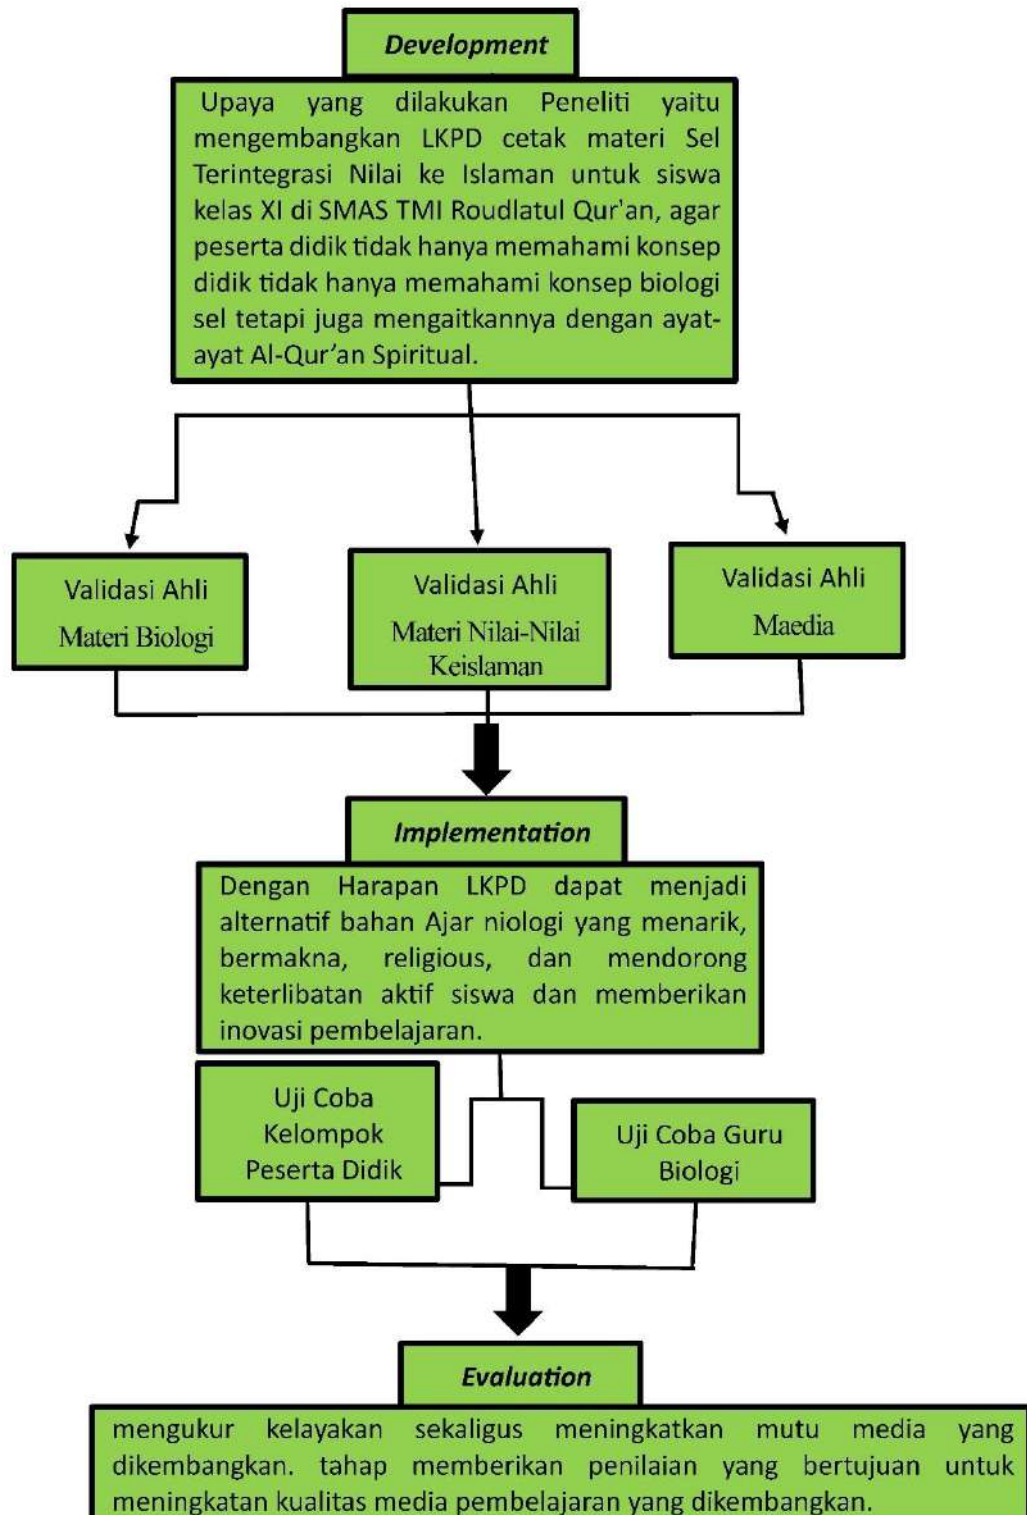 Development
Upaya yang dilakukan Peneliti yaitu
mengembangkan LKPD cetak materi Sel
Terintegrasi Nilai ke Islaman untuk siswa
kelas XI di SMAS TMI Roudlatul Qur'an, agar
peserta didik tidak hanya memahami konsep
didik tidak hanya memahami konsep biologi
sel tetapi juga mengaitkannya dengan ayat-
ayat Al-Qur’an Spiritual.
Validasi Ahli
Materi Biologi
Validasi Ahli
Materi Nilai-Nilai
Keislaman
Validasi Ahli
Maedia
Implementation
Dengan Harapan LKPD dapat menjadi
alternatif bahan Ajar niologi yang menarik,
bermakna, religious, dan mendorong
keterlibatan aktif siswa dan memberikan
inovasi pembelajaran.
Uji Coba
Kelompok
Peserta Didik
Uji Coba Guru
Biologi
Evaluation
mengukur kelayakan sekaligus meningkatkan mutu media yang
dikembangkan. tahap memberikan penilaian yang bertujuan untuk
meningkatan kualitas media pembelajaran yang dikembangkan.